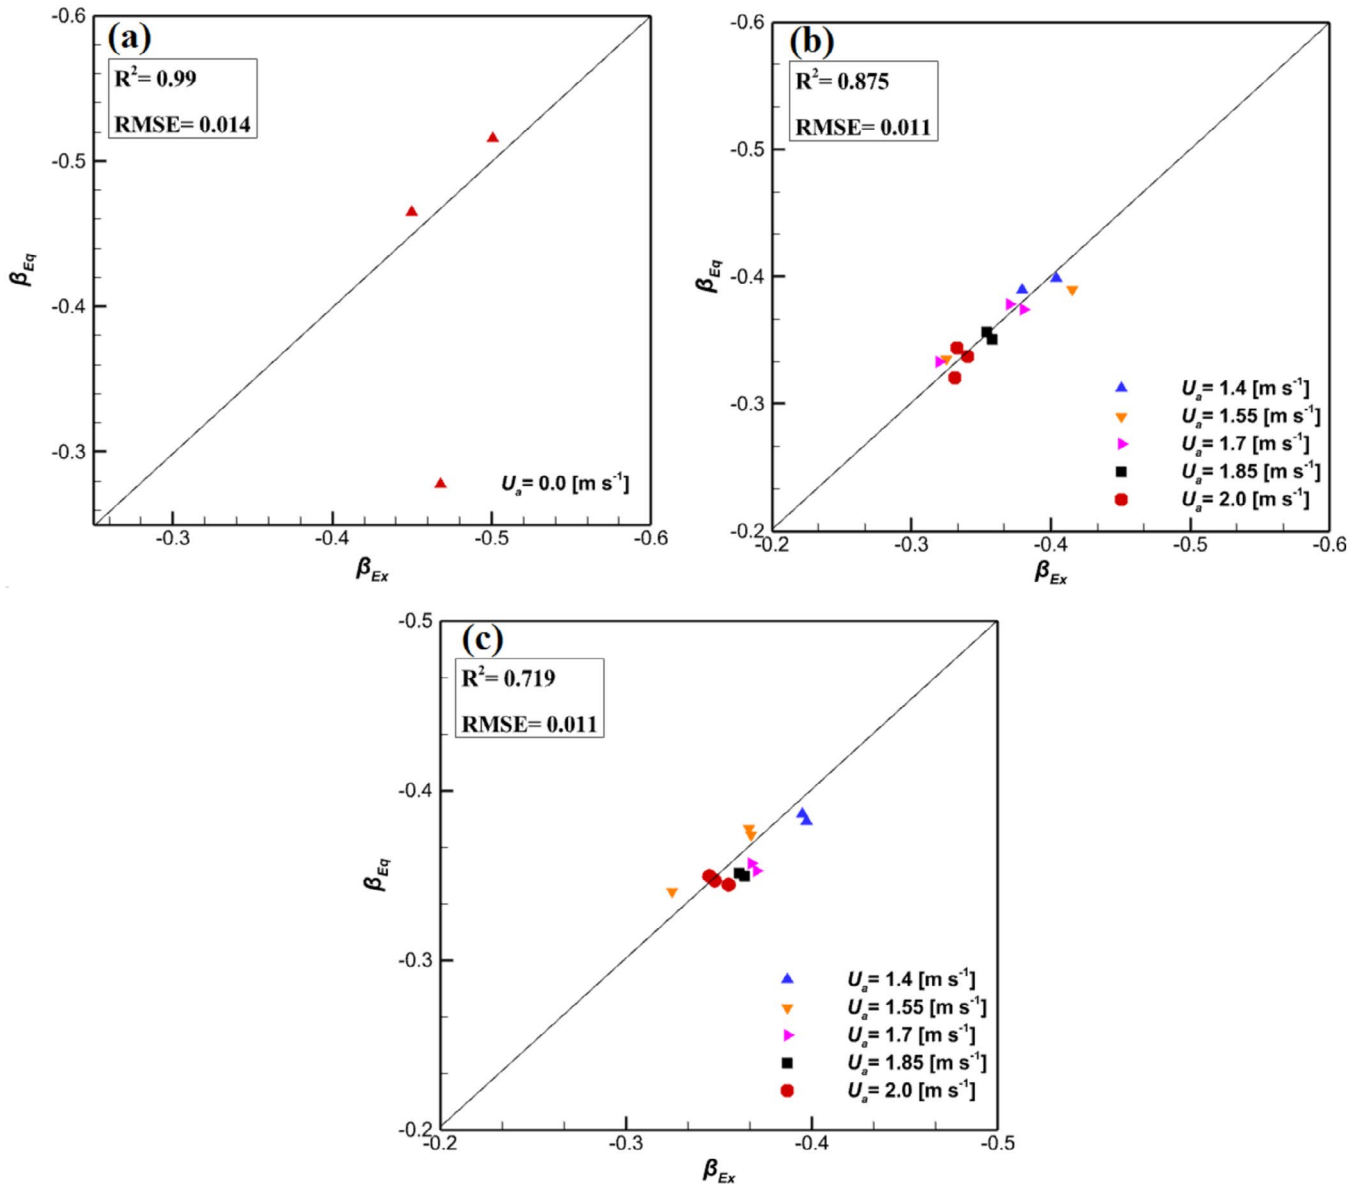 (a)
R²= 0.99
RMSE= 0.014
-0.6
-0.5
-0.4
-0.3
β_Eq
U_a= 0.0 [m s⁻¹]
-0.3 -0.4 -0.5 -0.6
β_Ex
(b)
R²= 0.875
RMSE= 0.011
-0.6
-0.5
-0.4
-0.3
-0.2
β_Eq
U_a= 1.4 [m s⁻¹]
U_a= 1.55 [m s⁻¹]
U_a= 1.7 [m s⁻¹]
U_a= 1.85 [m s⁻¹]
U_a= 2.0 [m s⁻¹]
-0.2 -0.3 -0.4 -0.5 -0.6
β_Ex
(c)
R²= 0.719
RMSE= 0.011
-0.5
-0.4
-0.3
-0.2
β_Eq
U_a= 1.4 [m s⁻¹]
U_a= 1.55 [m s⁻¹]
U_a= 1.7 [m s⁻¹]
U_a= 1.85 [m s⁻¹]
U_a= 2.0 [m s⁻¹]
-0.2 -0.3 -0.4 -0.5
β_Ex